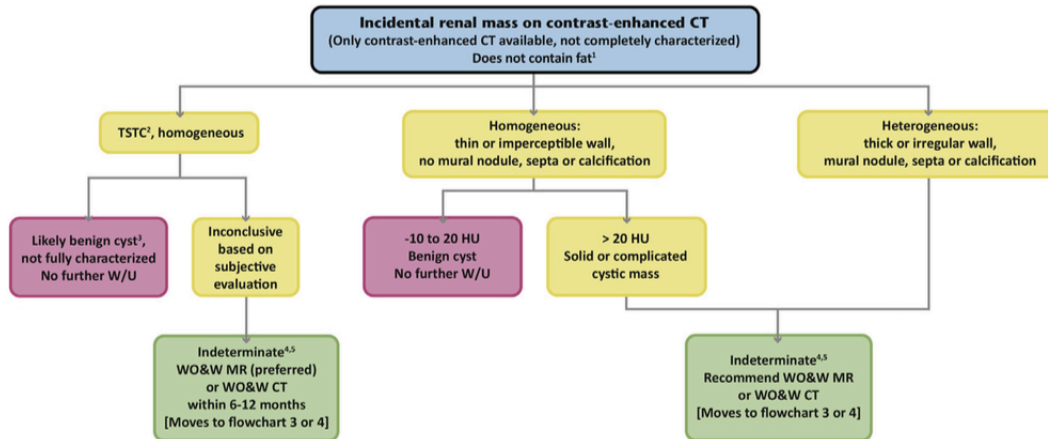 Incidental renal mass on contrast-enhanced CT
(Only contrast-enhanced CT available, not completely characterized)
Does not contain fat¹
TSTC², homogeneous
Homogeneous:
thin or imperceptible wall,
no mural nodule, septa or calcification
Heterogeneous:
thick or irregular wall,
mural nodule, septa or calcification
Likely benign cyst³,
not fully characterized
No further W/U
Inconclusive
based on
subjective
evaluation
-10 to 20 HU
Benign cyst
No further W/U
> 20 HU
Solid or complicated
cystic mass
Indeterminate⁴,⁵
WO&W MR (preferred)
or WO&W CT
within 6-12 months
[Moves to flowchart 3 or 4]
Indeterminate⁴,⁵
Recommend WO&W MR
or WO&W CT
[Moves to flowchart 3 or 4]